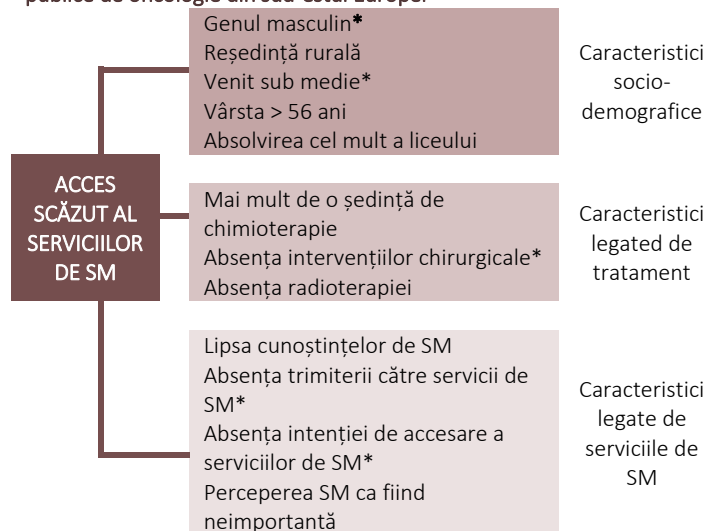 publice de oncologie din sud-estul Europei
Genul masculin*
Reședință rurală
Venit sub medie*
Vârsta > 56 ani
Absolvirea cel mult a liceului
Caracteristici
socio-
demografice
ACCES
SCĂZUT AL
SERVICIILOR
DE SM
Mai mult de o ședință de
chimioterapie
Absența intervențiilor chirurgicale*
Absența radioterapiei
Caracteristici
legated de
tratament
Lipsa cunoștințelor de SM
Absența trimiterii către servicii de
SM*
Absența intenției de accesare a
serviciilor de SM*
Perceperea SM ca fiind
neimportantă
Caracteristici
legate de
serviciile de
SM